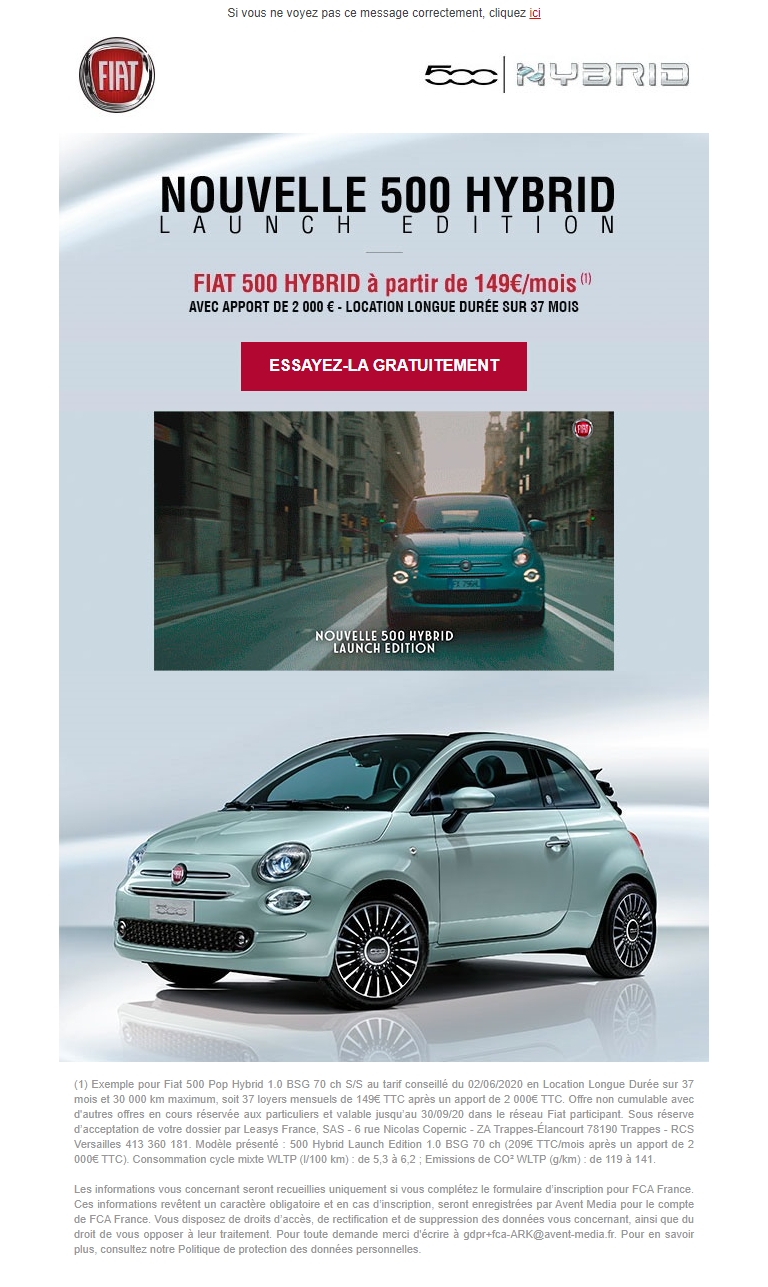 Si vous ne voyez pas ce message correctement, cliquez ici
FIAT
500 HYBRID
NOUVELLE 500 HYBRID
LAUNCH EDITION
FIAT 500 HYBRID à partir de 149€/mois (1)
AVEC APPORT DE 2 000 € - LOCATION LONGUE DURÉE SUR 37 MOIS
ESSAYEZ-LA GRATUITEMENT
FIAT
NOUVELLE 500 HYBRID
LAUNCH EDITION
FIAT
500
(1) Exemple pour Fiat 500 Pop Hybrid 1.0 BSG 70 ch S/S au tarif conseillé du 02/06/2020 en Location Longue Durée sur 37
mois et 30 000 km maximum, soit 37 loyers mensuels de 149€ TTC après un apport de 2 000€ TTC. Offre non cumulable avec
d'autres offres en cours réservée aux particuliers et valable jusqu'au 30/09/20 dans le réseau Fiat participant. Sous réserve
d'acceptation de votre dossier par Leasys France, SAS - 6 rue Nicolas Copernic - ZA Trappes-Élancourt 78190 Trappes - RCS
Versailles 413 360 181. Modèle présenté : 500 Hybrid Launch Edition 1.0 BSG 70 ch (209€ TTC/mois après un apport de 2
000€ TTC). Consommation cycle mixte WLTP (l/100 km) : de 5,3 à 6,2 ; Emissions de CO² WLTP (g/km) : de 119 à 141.
Les informations vous concernant seront recueillies uniquement si vous complétez le formulaire d'inscription pour FCA France.
Ces informations revêtent un caractère obligatoire et en cas d'inscription, seront enregistrées par Avent Media pour le compte
de FCA France. Vous disposez de droits d'accès, de rectification et de suppression des données vous concernant, ainsi que du
droit de vous opposer à leur traitement. Pour toute demande merci d'écrire à gdpr+fca-ARK@avent-media.fr. Pour en savoir
plus, consultez notre Politique de protection des données personnelles.